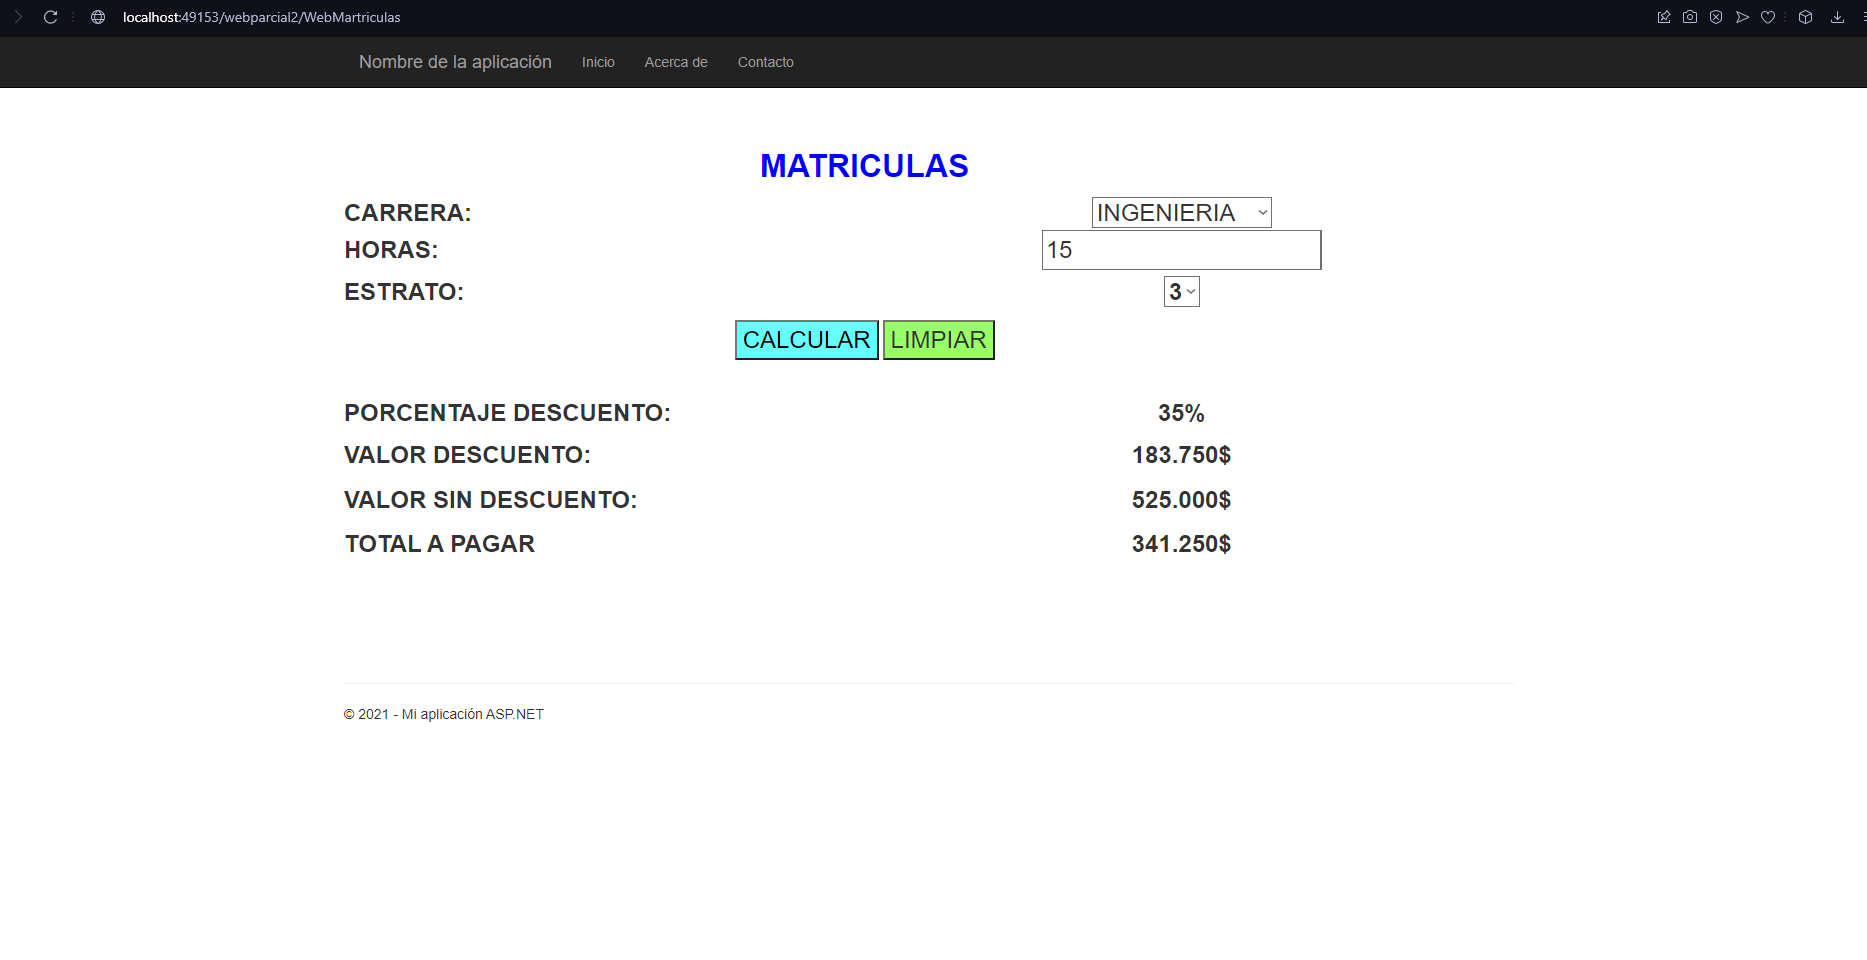 localhost:49153/webparcial2/WebMartriculas
Nombre de la aplicación Inicio Acerca de Contacto
MATRICULAS
CARRERA: INGENIERIA
HORAS: 15
ESTRATO: 3
CALCULAR LIMPIAR
PORCENTAJE DESCUENTO: 35%
VALOR DESCUENTO: 183.750$
VALOR SIN DESCUENTO: 525.000$
TOTAL A PAGAR 341.250$
© 2021 - Mi aplicación ASP.NET